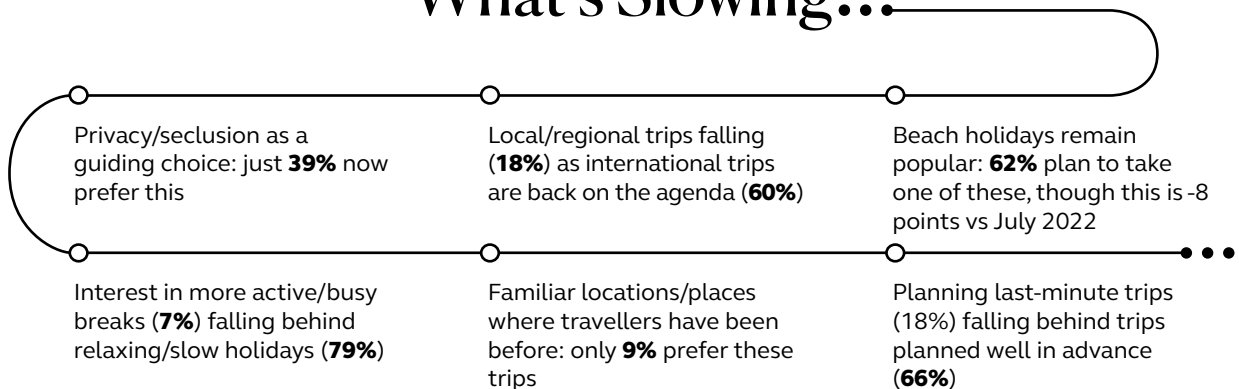 What's Slowing...
Privacy/seclusion as a
guiding choice: just 39% now
prefer this
Local/regional trips falling
(18%) as international trips
are back on the agenda (60%)
Beach holidays remain
popular: 62% plan to take
one of these, though this is -8
points vs July 2022
Interest in more active/busy
breaks (7%) falling behind
relaxing/slow holidays (79%)
Familiar locations/places
where travellers have been
before: only 9% prefer these
trips
Planning last-minute trips
(18%) falling behind trips
planned well in advance
(66%)